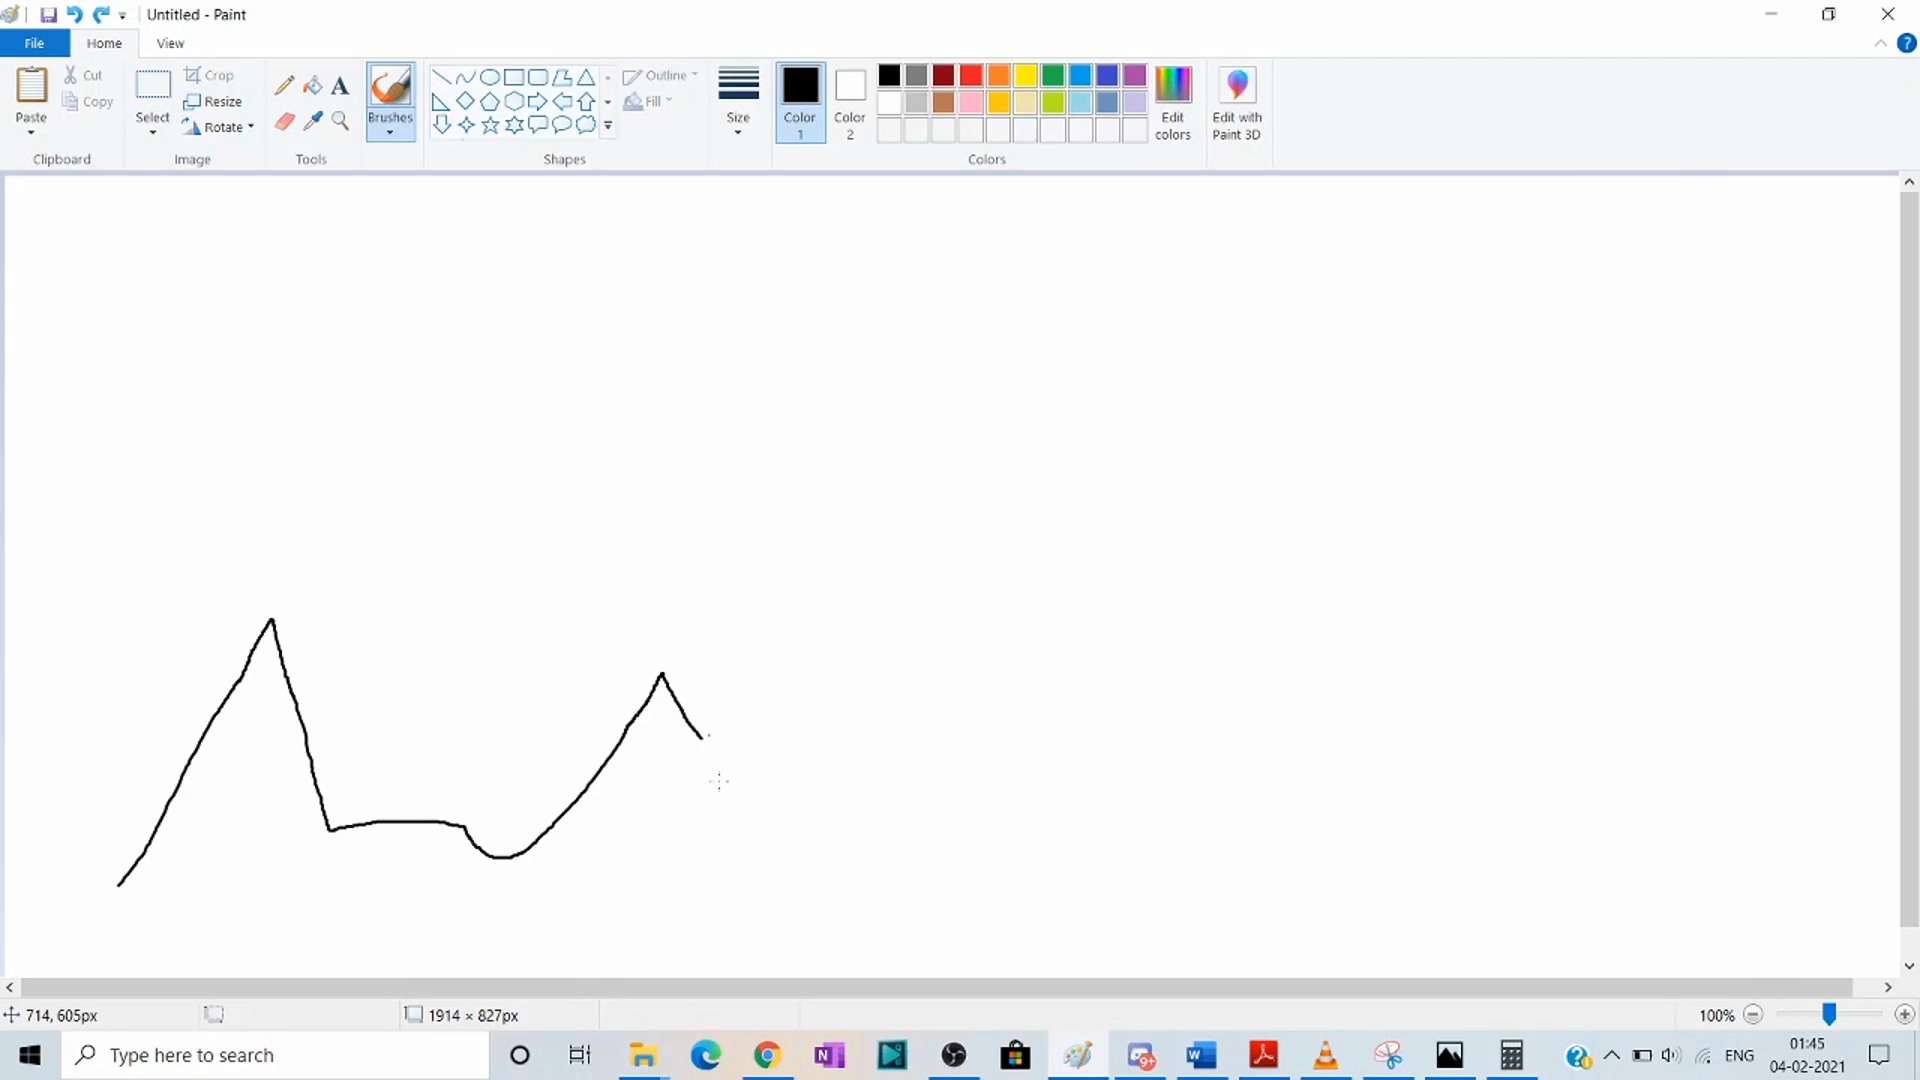 Untitled - Paint
File Home View
Paste
Cut
Copy
Clipboard
Select
Crop
Resize
Rotate
Image
A
Tools
Brushes
Shapes
Outline
Fill
Size
Color 1
Color 2
Colors
Edit colors
Edit with Paint 3D
714, 605px
1914 × 827px
100%
Type here to search
N
9+
W
ENG
01:45
04-02-2021